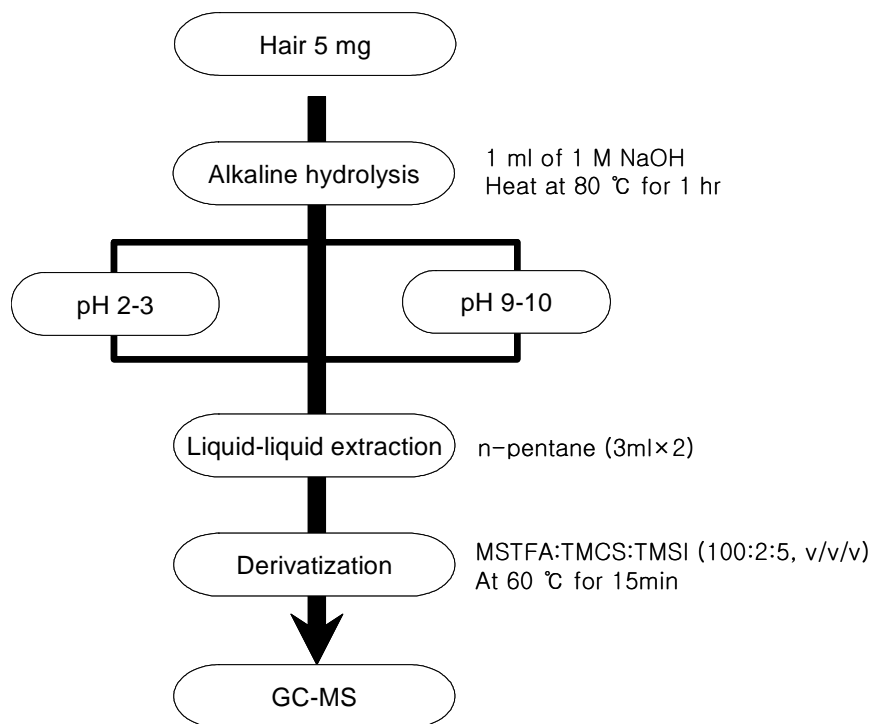 Hair 5 mg
Alkaline hydrolysis
1 ml of 1 M NaOH
Heat at 80 ℃ for 1 hr
pH 2-3
pH 9-10
Liquid-liquid extraction
n-pentane (3ml×2)
Derivatization
MSTFA:TMCS:TMSI (100:2:5, v/v/v)
At 60 ℃ for 15min
GC-MS